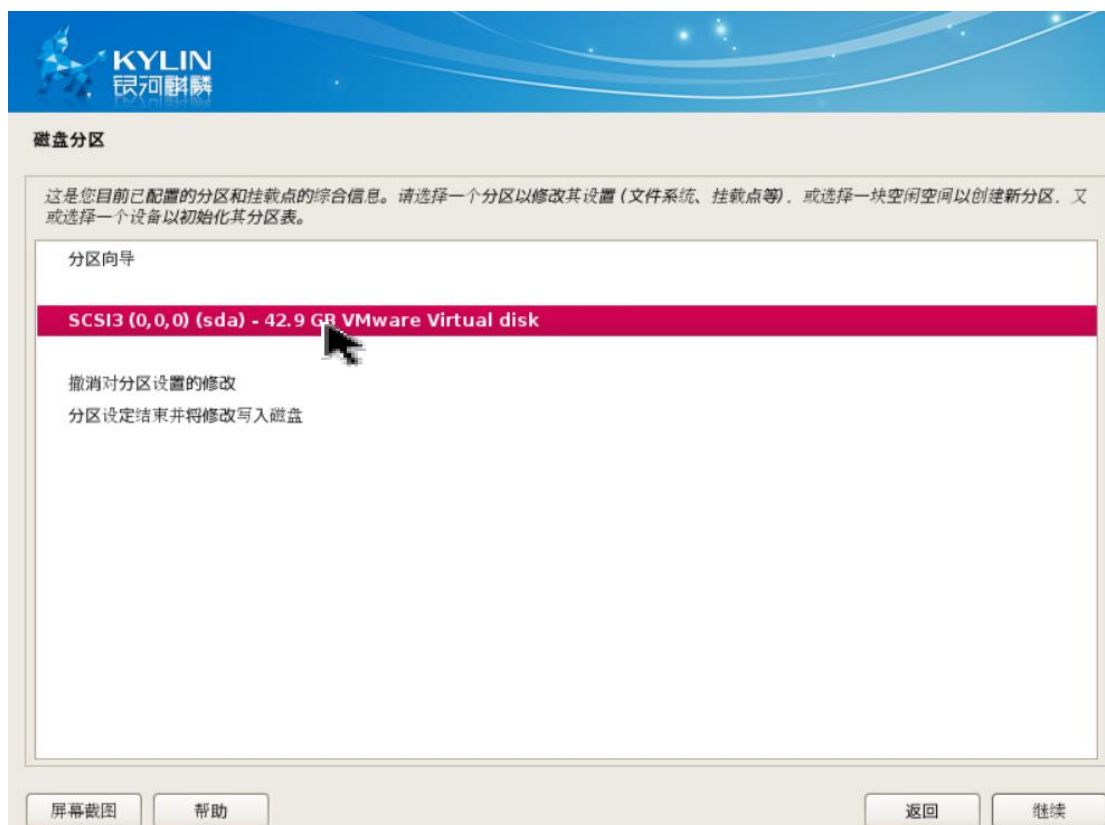 KYLIN
银河麒麟
磁盘分区
这是您目前已配置的分区和挂载点的综合信息。请选择一个分区以修改其设置(文件系统、挂载点等)，或选择一块空闲空间以创建新分区，又
或选择一个设备以初始化其分区表。
分区向导
SCSI3 (0,0,0) (sda) - 42.9 GB VMware Virtual disk
撤消对分区设置的修改
分区设定结束并将修改写入磁盘
屏幕截图
帮助
返回
继续